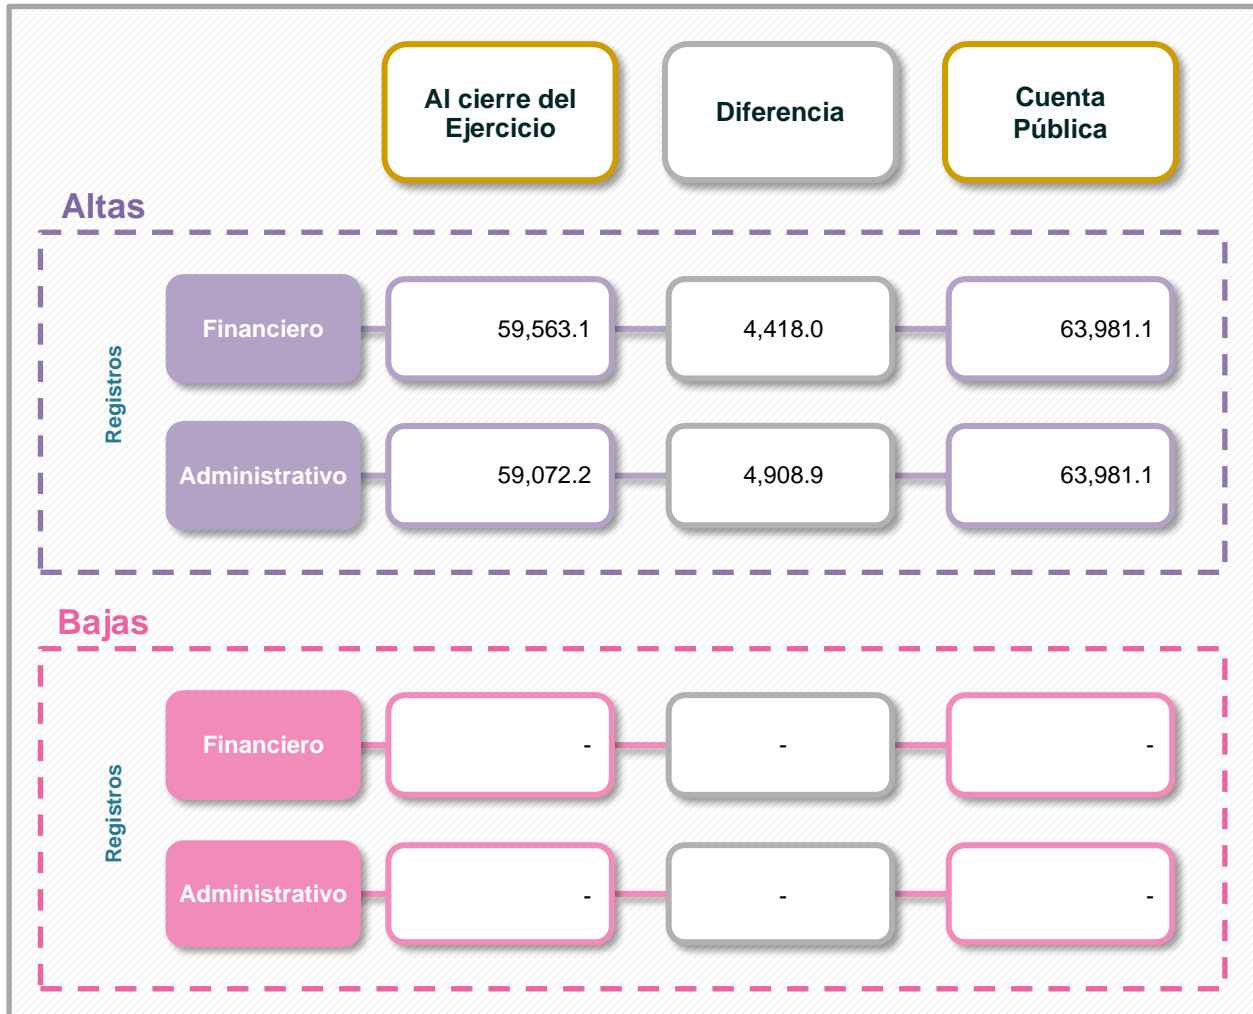 Al cierre del
Ejercicio
Diferencia
Cuenta
Pública
Altas
Registros
Financiero
59,563.1
4,418.0
63,981.1
Administrativo
59,072.2
4,908.9
63,981.1
Bajas
Registros
Financiero
-
-
-
Administrativo
-
-
-